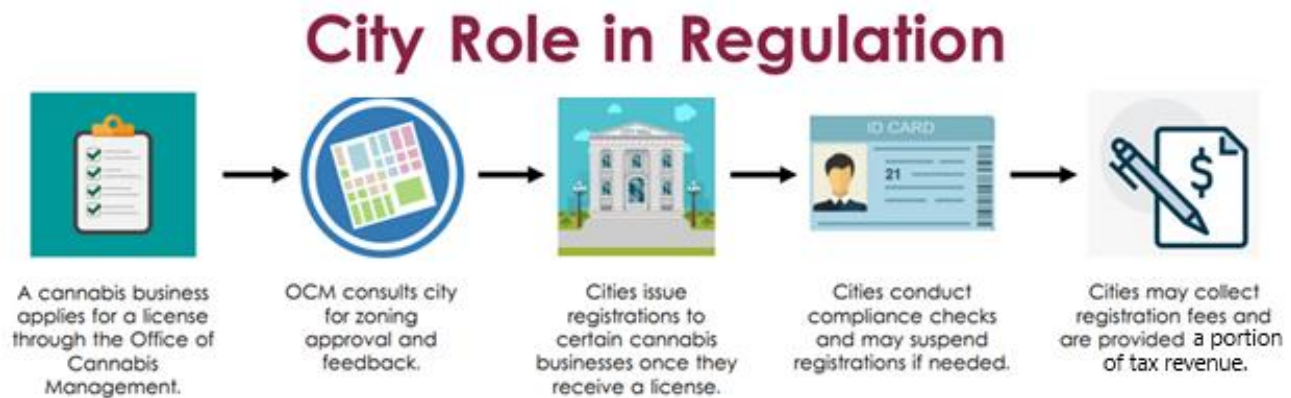 City Role in Regulation
A cannabis business
applies for a license
through the Office of
Cannabis
Management.
OCM consults city
for zoning
approval and
feedback.
Cities issue
registrations to
certain cannabis
businesses once they
receive a license.
ID CARD
21
Cities conduct
compliance checks
and may suspend
registrations if needed.
$
Cities may collect
registration fees and
are provided a portion
of tax revenue.